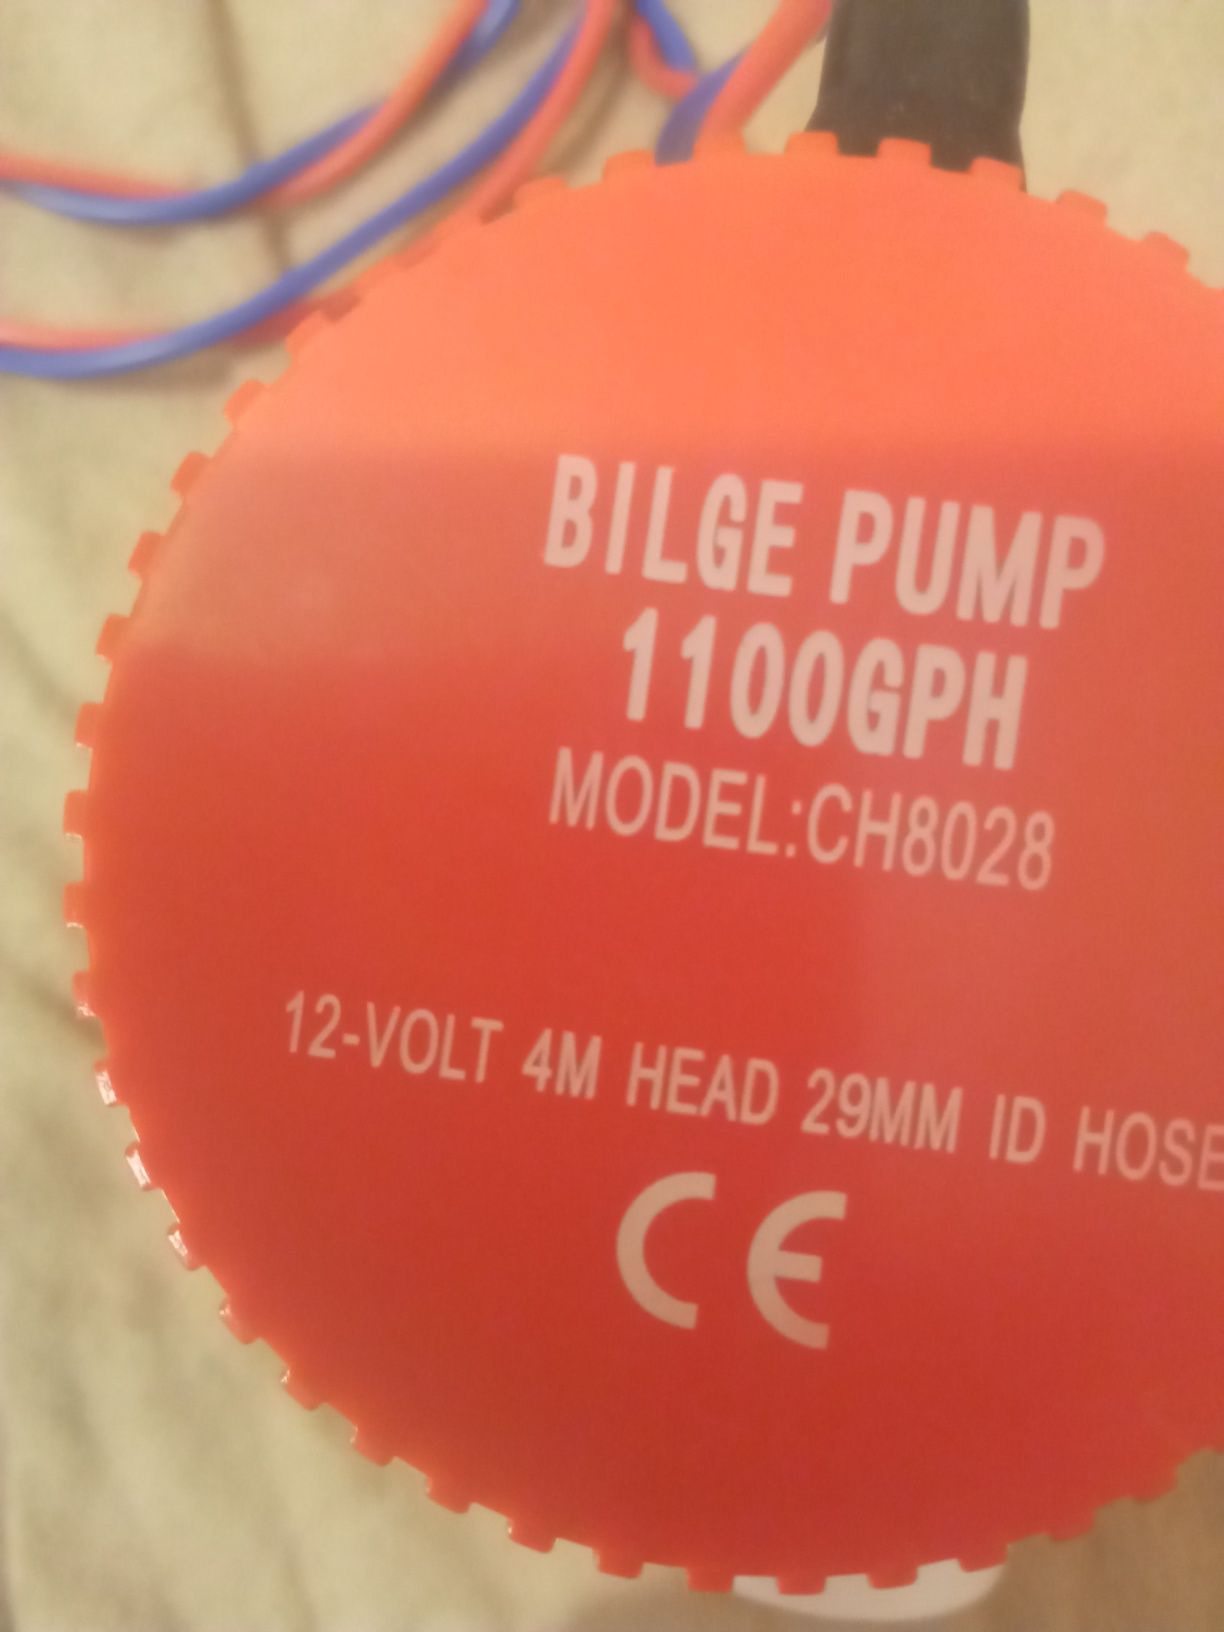 BILGE PUMP
1100GPH
MODEL:CH8028
12-VOLT 4M HEAD 29MM ID HOSE
CE